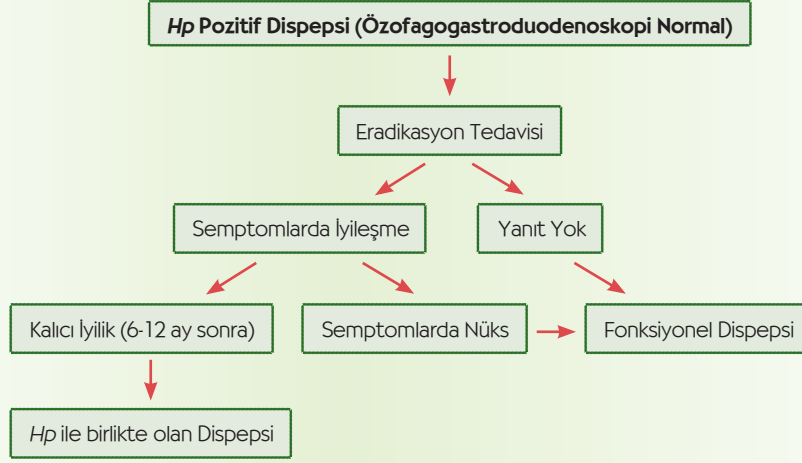 Hp Pozitif Dispepsi (Özofagogastroduodenoskopi Normal)
Eradikasyon Tedavisi
Semptomlarda İyileşme
Yanıt Yok
Kalıcı İyilik (6-12 ay sonra)
Semptomlarda Nüks
Fonksiyonel Dispepsi
Hp ile birlikte olan Dispepsi